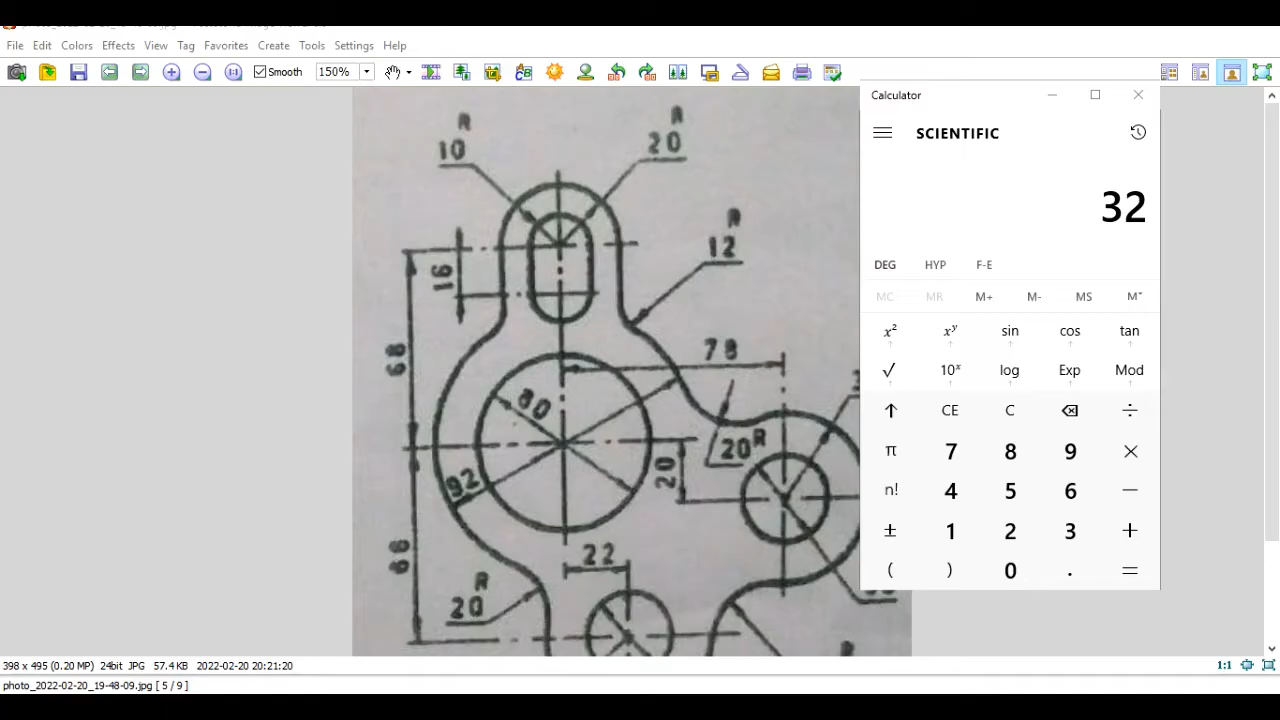 File Edit Colors Effects View Tag Favorites Create Tools Settings Help
Smooth 150%
Calculator
SCIENTIFIC
32
DEG HYP F-E
MC MR M+ M- MS M˅
x² xʸ sin cos tan
√ 10ˣ log Exp Mod
↑ CE C ÷
π 7 8 9 ×
n! 4 5 6 −
± 1 2 3 +
( ) 0 . =
R
10
R
20
R
12
16
68
78
80
92
20R
20
68
22
R
20
R
398 x 495 (0.20 MP) 24bit JPG 57.4 KB 2022-02-20 20:21:20
1:1
photo_2022-02-20_19-48-09.jpg [ 5 / 9 ]